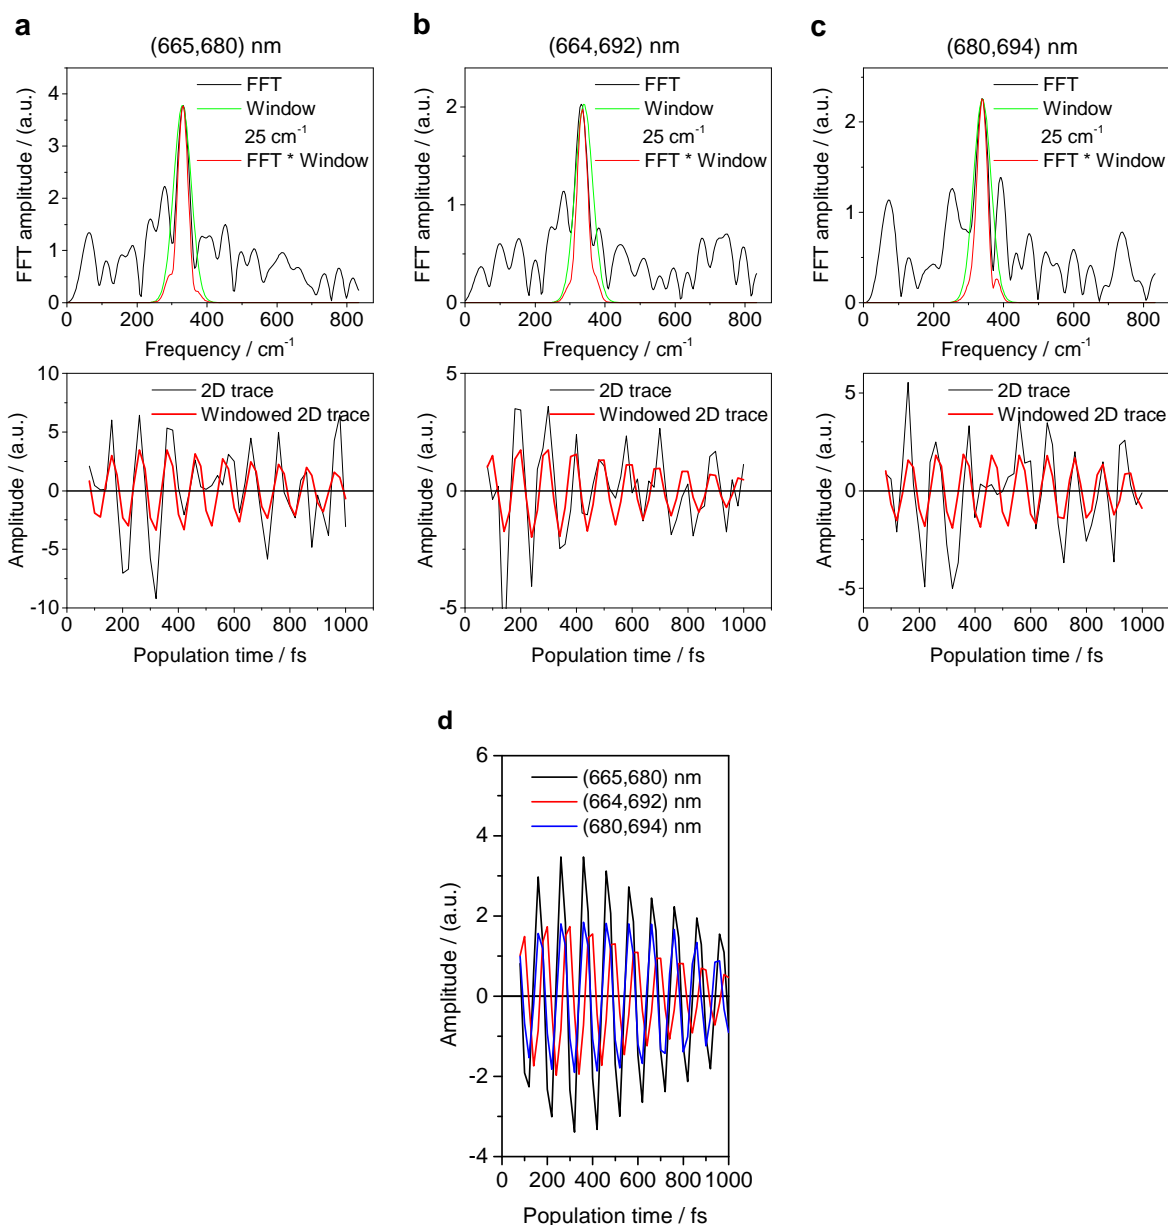 a
(665,680) nm
FFT
Window
25 cm-1
FFT * Window
FFT amplitude / (a.u.)
4
3
2
1
0
0 200 400 600 800
Frequency / cm-1
2D trace
Windowed 2D trace
Amplitude / (a.u.)
10
5
0
-5
-10
0 200 400 600 800 1000
Population time / fs
b
(664,692) nm
FFT
Window
25 cm-1
FFT * Window
FFT amplitude / (a.u.)
2
1
0
0 200 400 600 800
Frequency / cm-1
2D trace
Windowed 2D trace
Amplitude / (a.u.)
5
0
-5
0 200 400 600 800 1000
Population time / fs
c
(680,694) nm
FFT
Window
25 cm-1
FFT * Window
FFT amplitude / (a.u.)
2
1
0
0 200 400 600 800
Frequency / cm-1
2D trace
Windowed 2D trace
Amplitude / (a.u.)
5
0
-5
0 200 400 600 800 1000
Population time / fs
d
(665,680) nm
(664,692) nm
(680,694) nm
Amplitude / (a.u.)
6
4
2
0
-2
-4
0 200 400 600 800 1000
Population time / fs